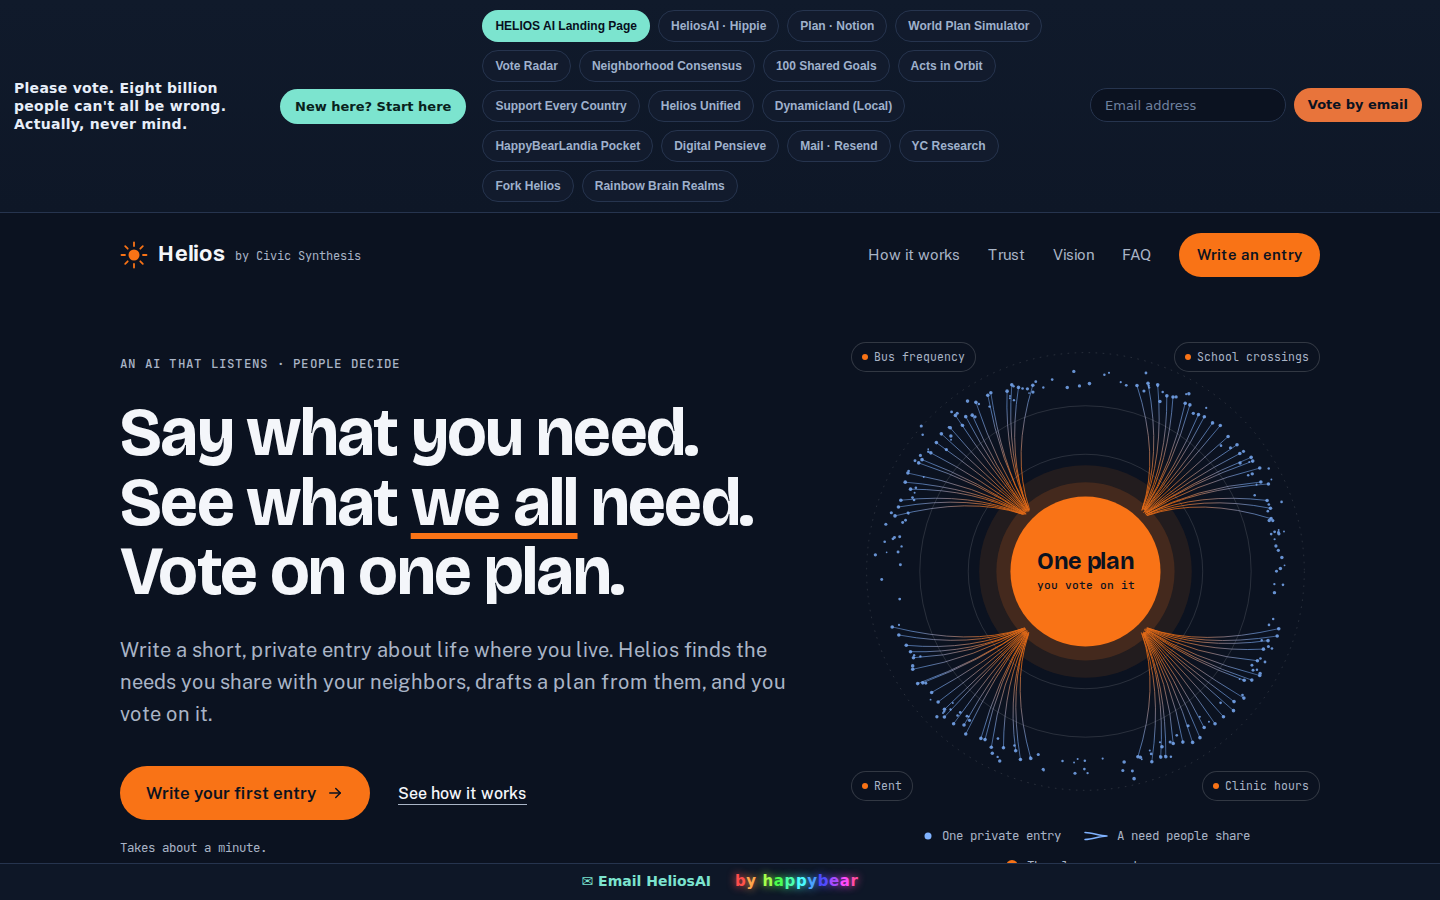 Please vote. Eight billion
people can't all be wrong.
Actually, never mind.
New here? Start here
HELIOS AI Landing Page
HeliosAI · Hippie
Plan · Notion
World Plan Simulator
Vote Radar
Neighborhood Consensus
100 Shared Goals
Acts in Orbit
Support Every Country
Helios Unified
Dynamicland (Local)
HappyBearLandia Pocket
Digital Pensieve
Mail · Resend
YC Research
Fork Helios
Rainbow Brain Realms
Email address
Vote by email
Helios by Civic Synthesis
How it works
Trust
Vision
FAQ
Write an entry
AN AI THAT LISTENS · PEOPLE DECIDE
Say what you need.
See what we all need.
Vote on one plan.
Write a short, private entry about life where you live. Helios finds the
needs you share with your neighbors, drafts a plan from them, and you
vote on it.
Write your first entry →
See how it works
Takes about a minute.
Bus frequency
School crossings
One plan
you vote on it
Rent
Clinic hours
One private entry
A need people share
✉ Email HeliosAI
by happybear